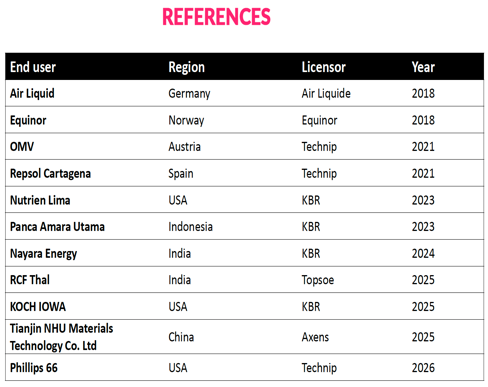 REFERENCES
End user Region Licensor Year
Air Liquid Germany Air Liquide 2018
Equinor Norway Equinor 2018
OMV Austria Technip 2021
Repsol Cartagena Spain Technip 2021
Nutrien Lima USA KBR 2023
Panca Amara Utama Indonesia KBR 2023
Nayara Energy India KBR 2024
RCF Thal India Topsoe 2025
KOCH IOWA USA KBR 2025
Tianjin NHU Materials
Technology Co. Ltd China Axens 2025
Phillips 66 USA Technip 2026